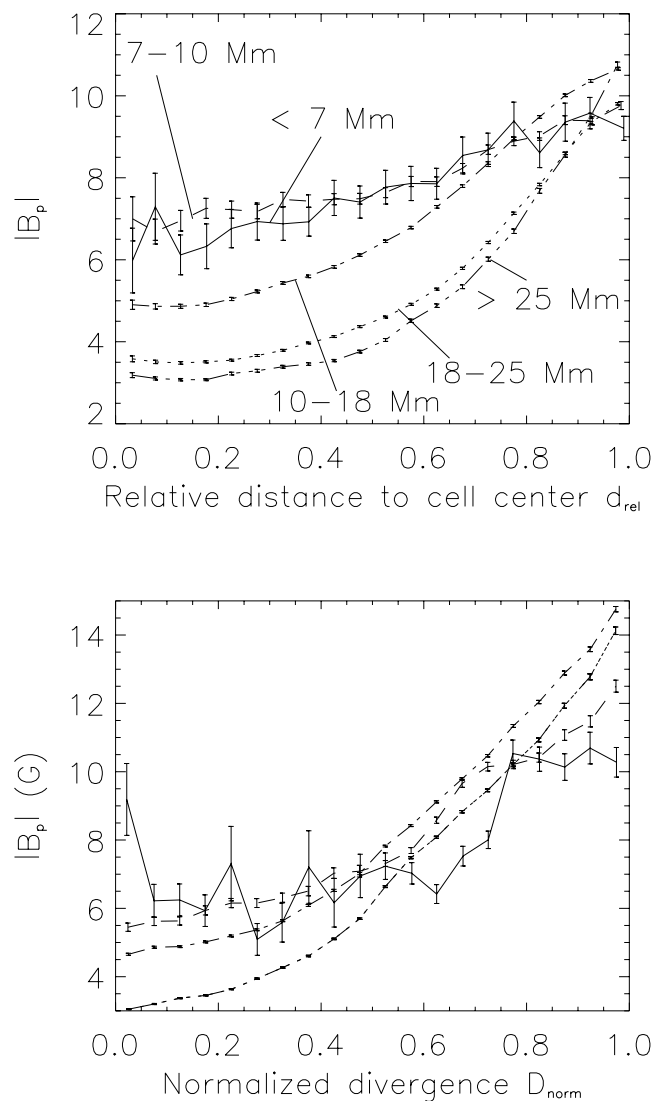 12
10
8
6
4
2
|Bp|
7–10 Mm
< 7 Mm
> 25 Mm
18–25 Mm
10–18 Mm
0.0 0.2 0.4 0.6 0.8 1.0
Relative distance to cell center drel
14
12
10
8
6
4
|Bp| (G)
0.0 0.2 0.4 0.6 0.8 1.0
Normalized divergence Dnorm